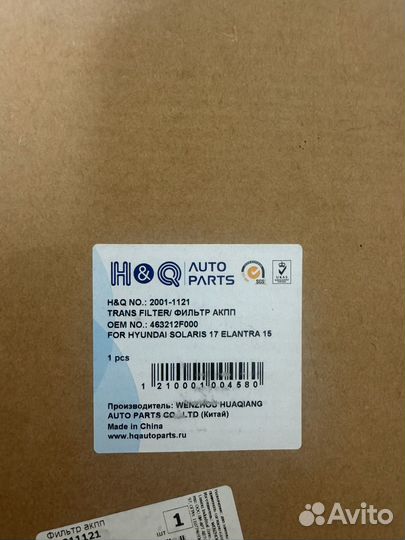 H&Q AUTO PARTS
SGS
UKAS
H&Q NO.: 2001-1121
TRANS FILTER/ ФИЛЬТР АКПП
OEM NO.: 463212F000
FOR HYUNDAI SOLARIS 17 ELANTRA 15
1 pcs
1 210001 004580
Производитель: WENZHOU HUAQIANG
AUTO PARTS CO., LTD (Китай)
Made in China
www.hqautoparts.ru
Фильтр акпп
шт 1
Avito